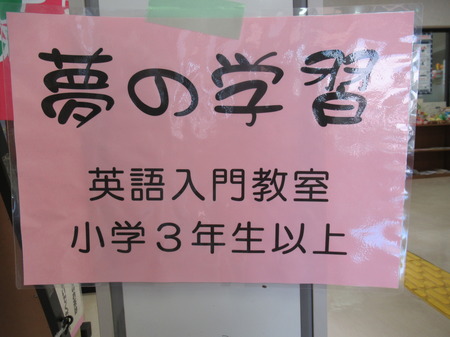 夢の学習
英語入門教室
小学３年生以上